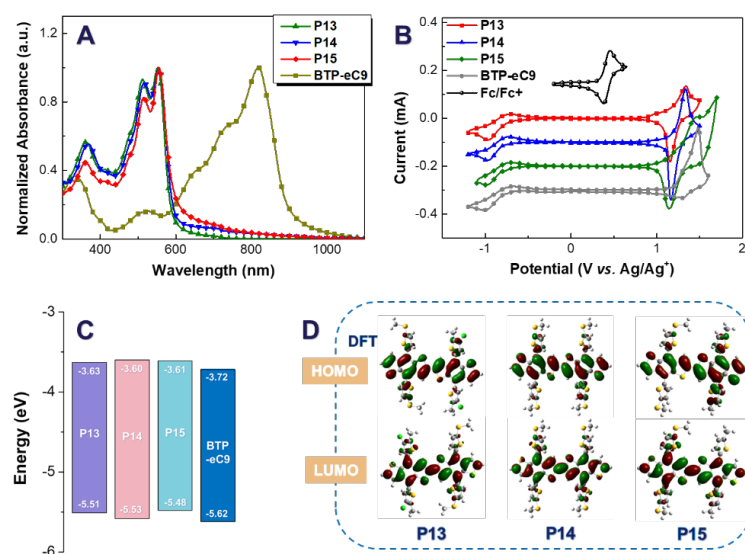 A
P13
P14
P15
BTP-eC9
Normalized Absorbance (a.u.)
1.2
0.8
0.4
0.0
400
600
800
1000
Wavelength (nm)
B
P13
P14
P15
BTP-eC9
Fc/Fc+
Current (mA)
0.4
0.2
0.0
-0.2
-0.4
-1
0
1
2
Potential (V vs. Ag/Ag+)
C
Energy (eV)
-3
-4
-5
-6
-3.63
P13
-5.51
-3.60
P14
-5.53
-3.61
P15
-5.48
-3.72
BTP
-eC9
-5.62
D
DFT
HOMO
LUMO
P13
P14
P15